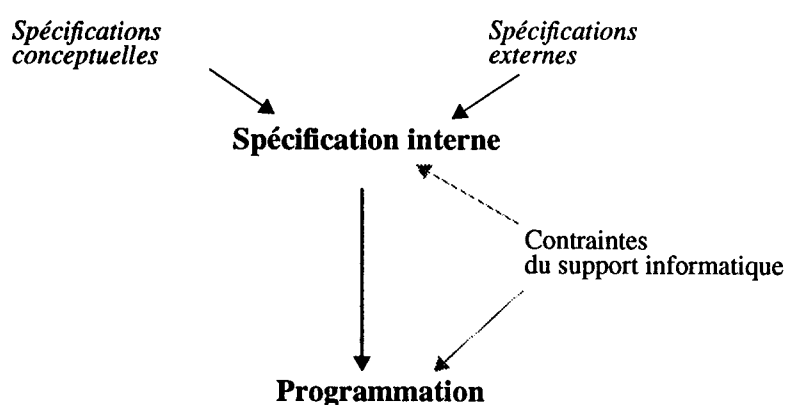 Spécifications
conceptuelles
Spécifications
externes
Spécification interne
Contraintes
du support informatique
Programmation